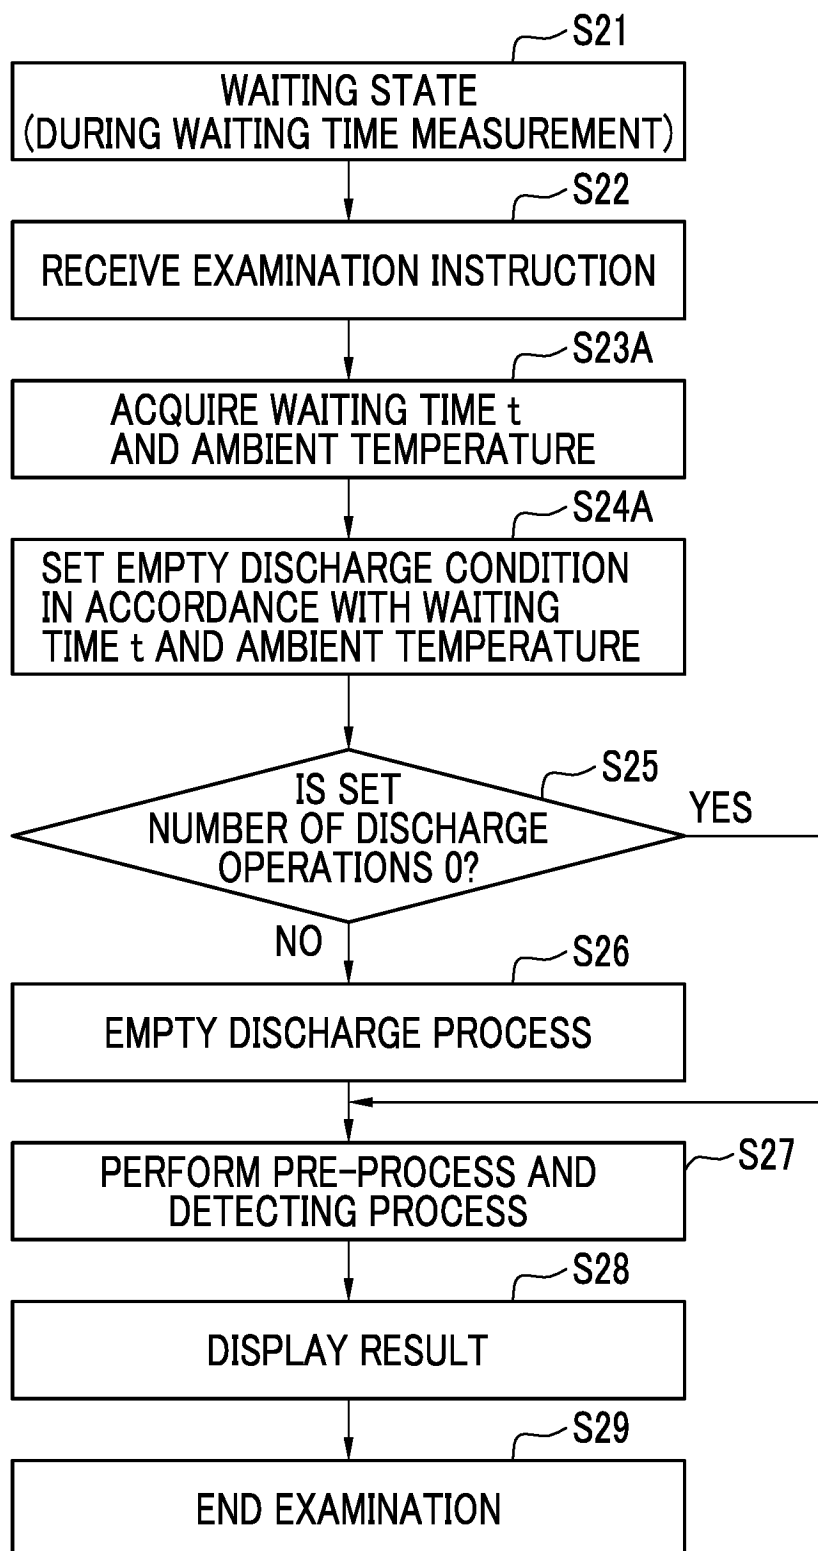 S21
WAITING STATE
(DURING WAITING TIME MEASUREMENT)
S22
RECEIVE EXAMINATION INSTRUCTION
S23A
ACQUIRE WAITING TIME t
AND AMBIENT TEMPERATURE
S24A
SET EMPTY DISCHARGE CONDITION
IN ACCORDANCE WITH WAITING
TIME t AND AMBIENT TEMPERATURE
S25
IS SET
NUMBER OF DISCHARGE
OPERATIONS 0?
YES
NO
S26
EMPTY DISCHARGE PROCESS
S27
PERFORM PRE-PROCESS AND
DETECTING PROCESS
S28
DISPLAY RESULT
S29
END EXAMINATION